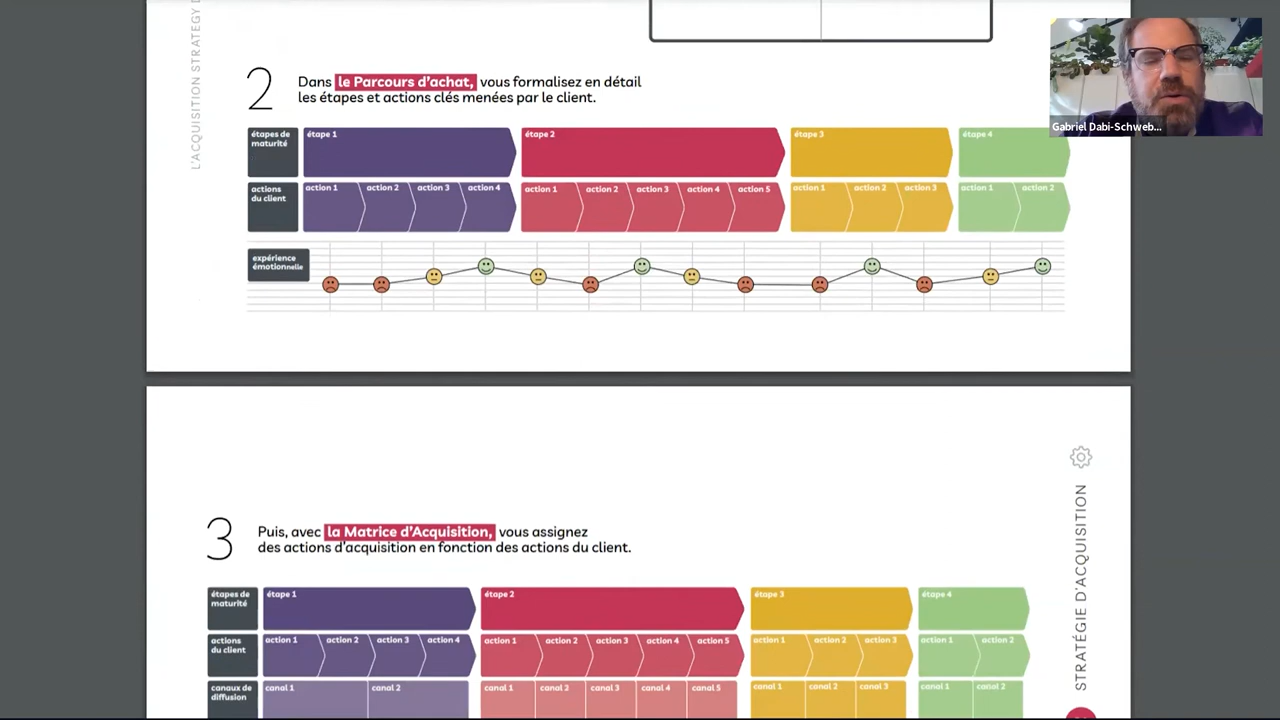 L'ACQUISITION STRATEGY D
2
Dans le Parcours d'achat, vous formalisez en détail
les étapes et actions clés menées par le client.
Gabriel Dabi-Schweb...
étapes de
maturité
étape 1
étape 2
étape 3
étape 4
actions
du client
action 1 action 2 action 3 action 4
action 1 action 2 action 3 action 4 action 5
action 1 action 2 action 3
action 1 action 2
expérience
émotionnelle
3
Puis, avec la Matrice d'Acquisition, vous assignez
des actions d'acquisition en fonction des actions du client.
STRATÉGIE D'ACQUISITION
étapes de
maturité
étape 1
étape 2
étape 3
étape 4
actions
du client
action 1 action 2 action 3 action 4
action 1 action 2 action 3 action 4 action 5
action 1 action 2 action 3
action 1 action 2
canaux de
diffusion
canal 1 canal 2
canal 1 canal 2 canal 3 canal 4 canal 5
canal 1 canal 2 canal 3
canal 1 canal 2